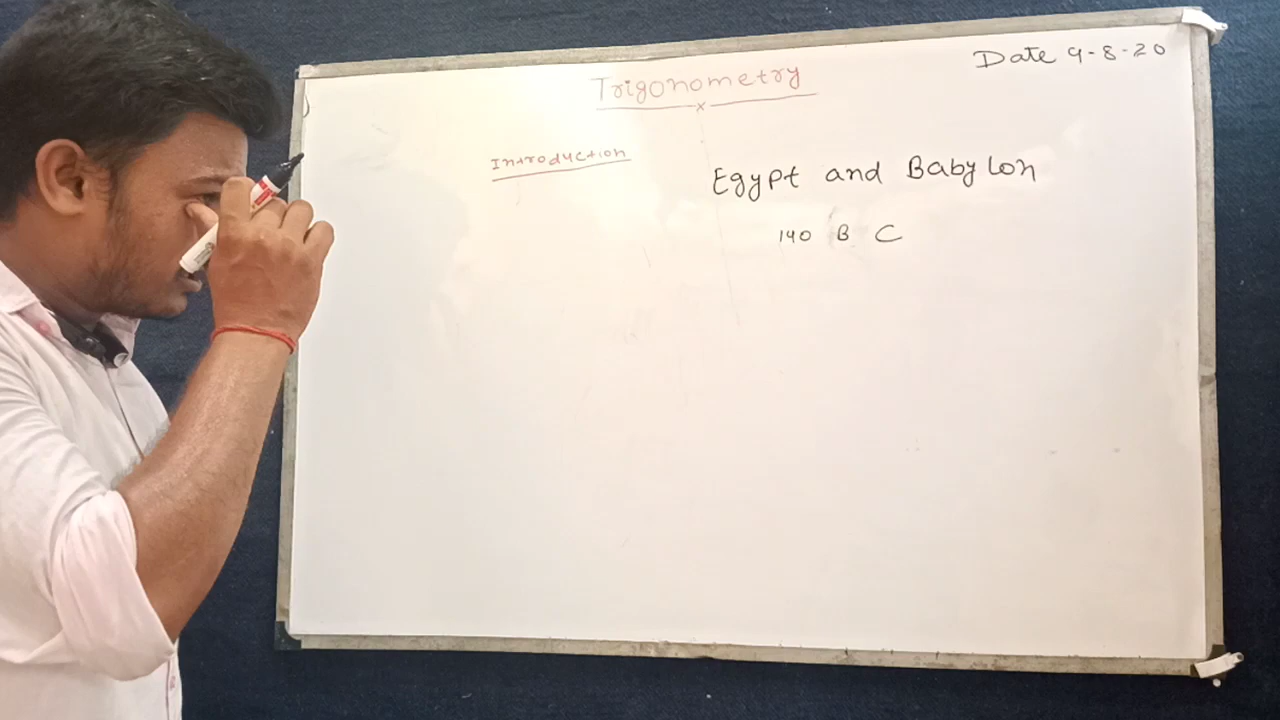 Date 9-8-20
Trigonometry
Introduction
Egypt and Babylon
140 B C